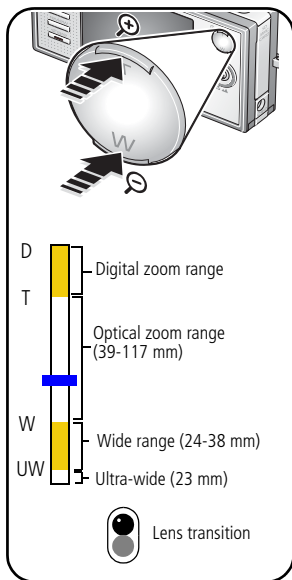 T
W
D
Digital zoom range
T
Optical zoom range
(39-117 mm)
W
Wide range (24-38 mm)
UW
Ultra-wide (23 mm)
Lens transition